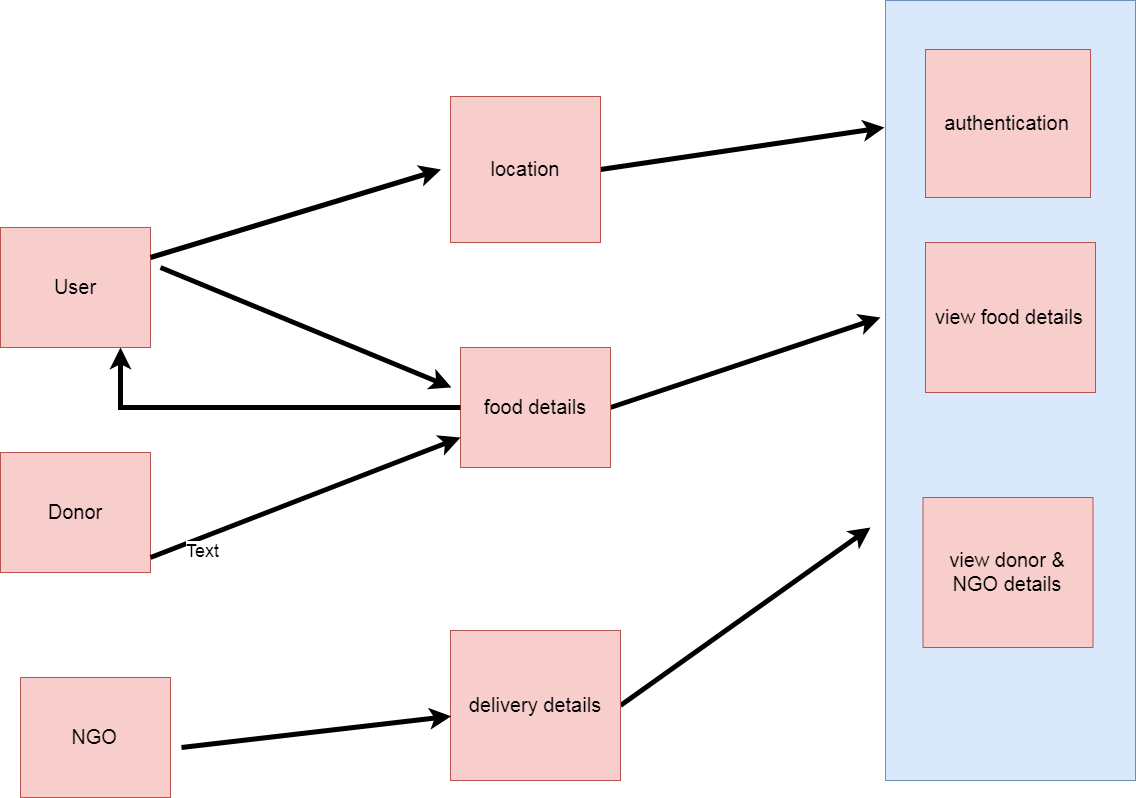 authentication
location
User
view food details
food details
Donor
Text
view donor &
NGO details
delivery details
NGO